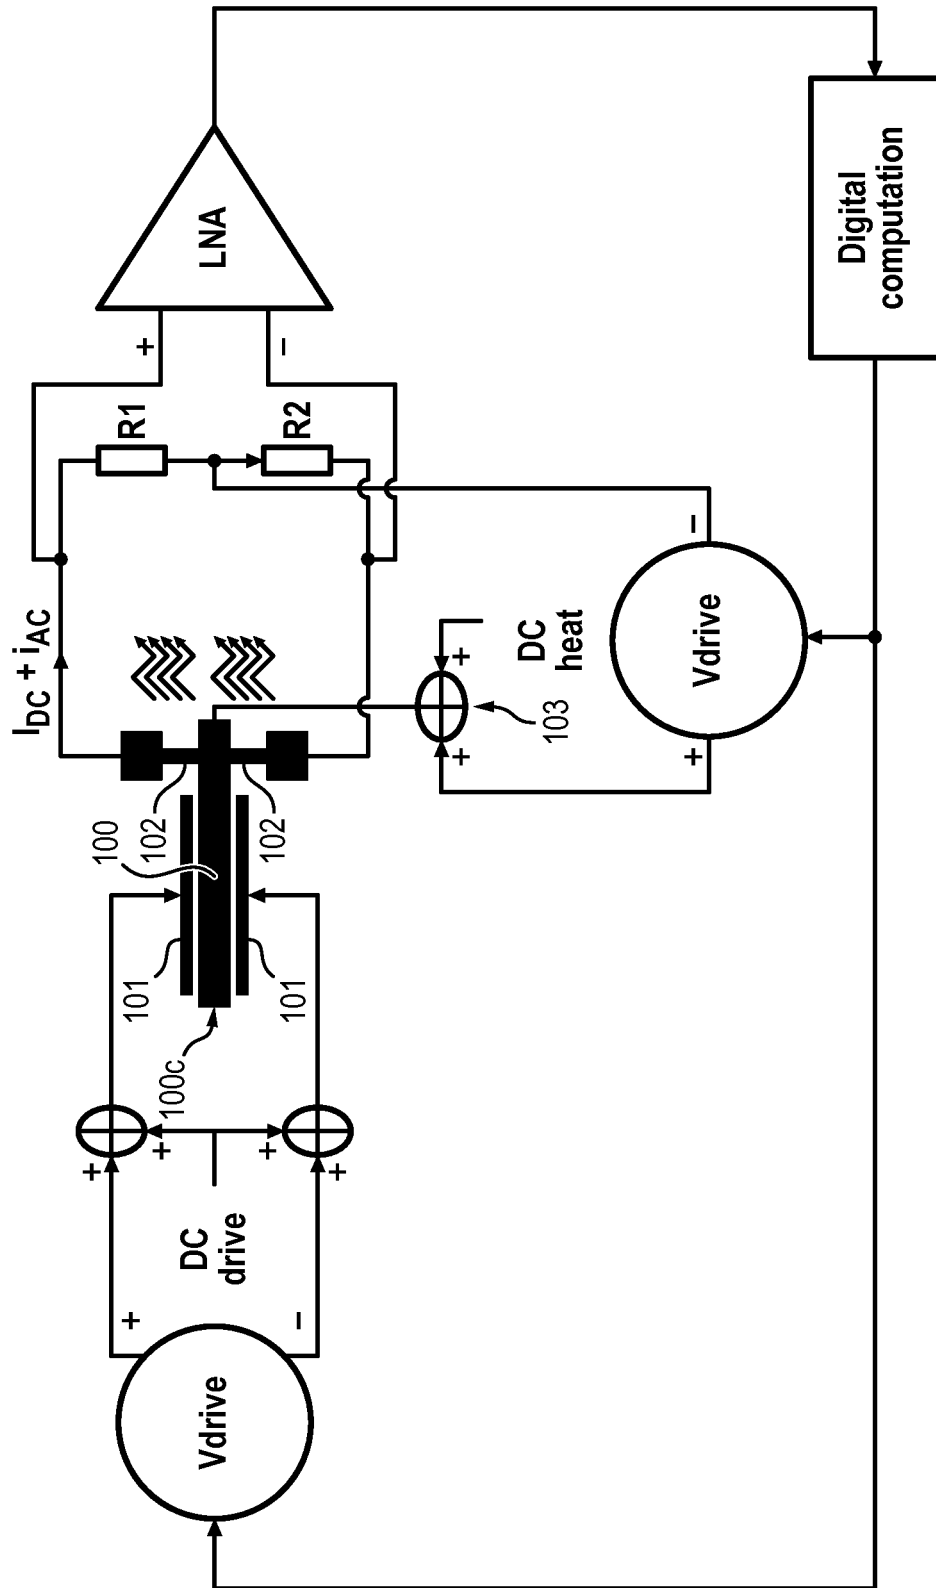 Vdrive
+
−
DC
drive
+
+
+
+
100c
101
101
100
102
102
I_DC + i_AC
R1
R2
+
−
LNA
103
DC
heat
+
+
Vdrive
+
−
Digital
computation